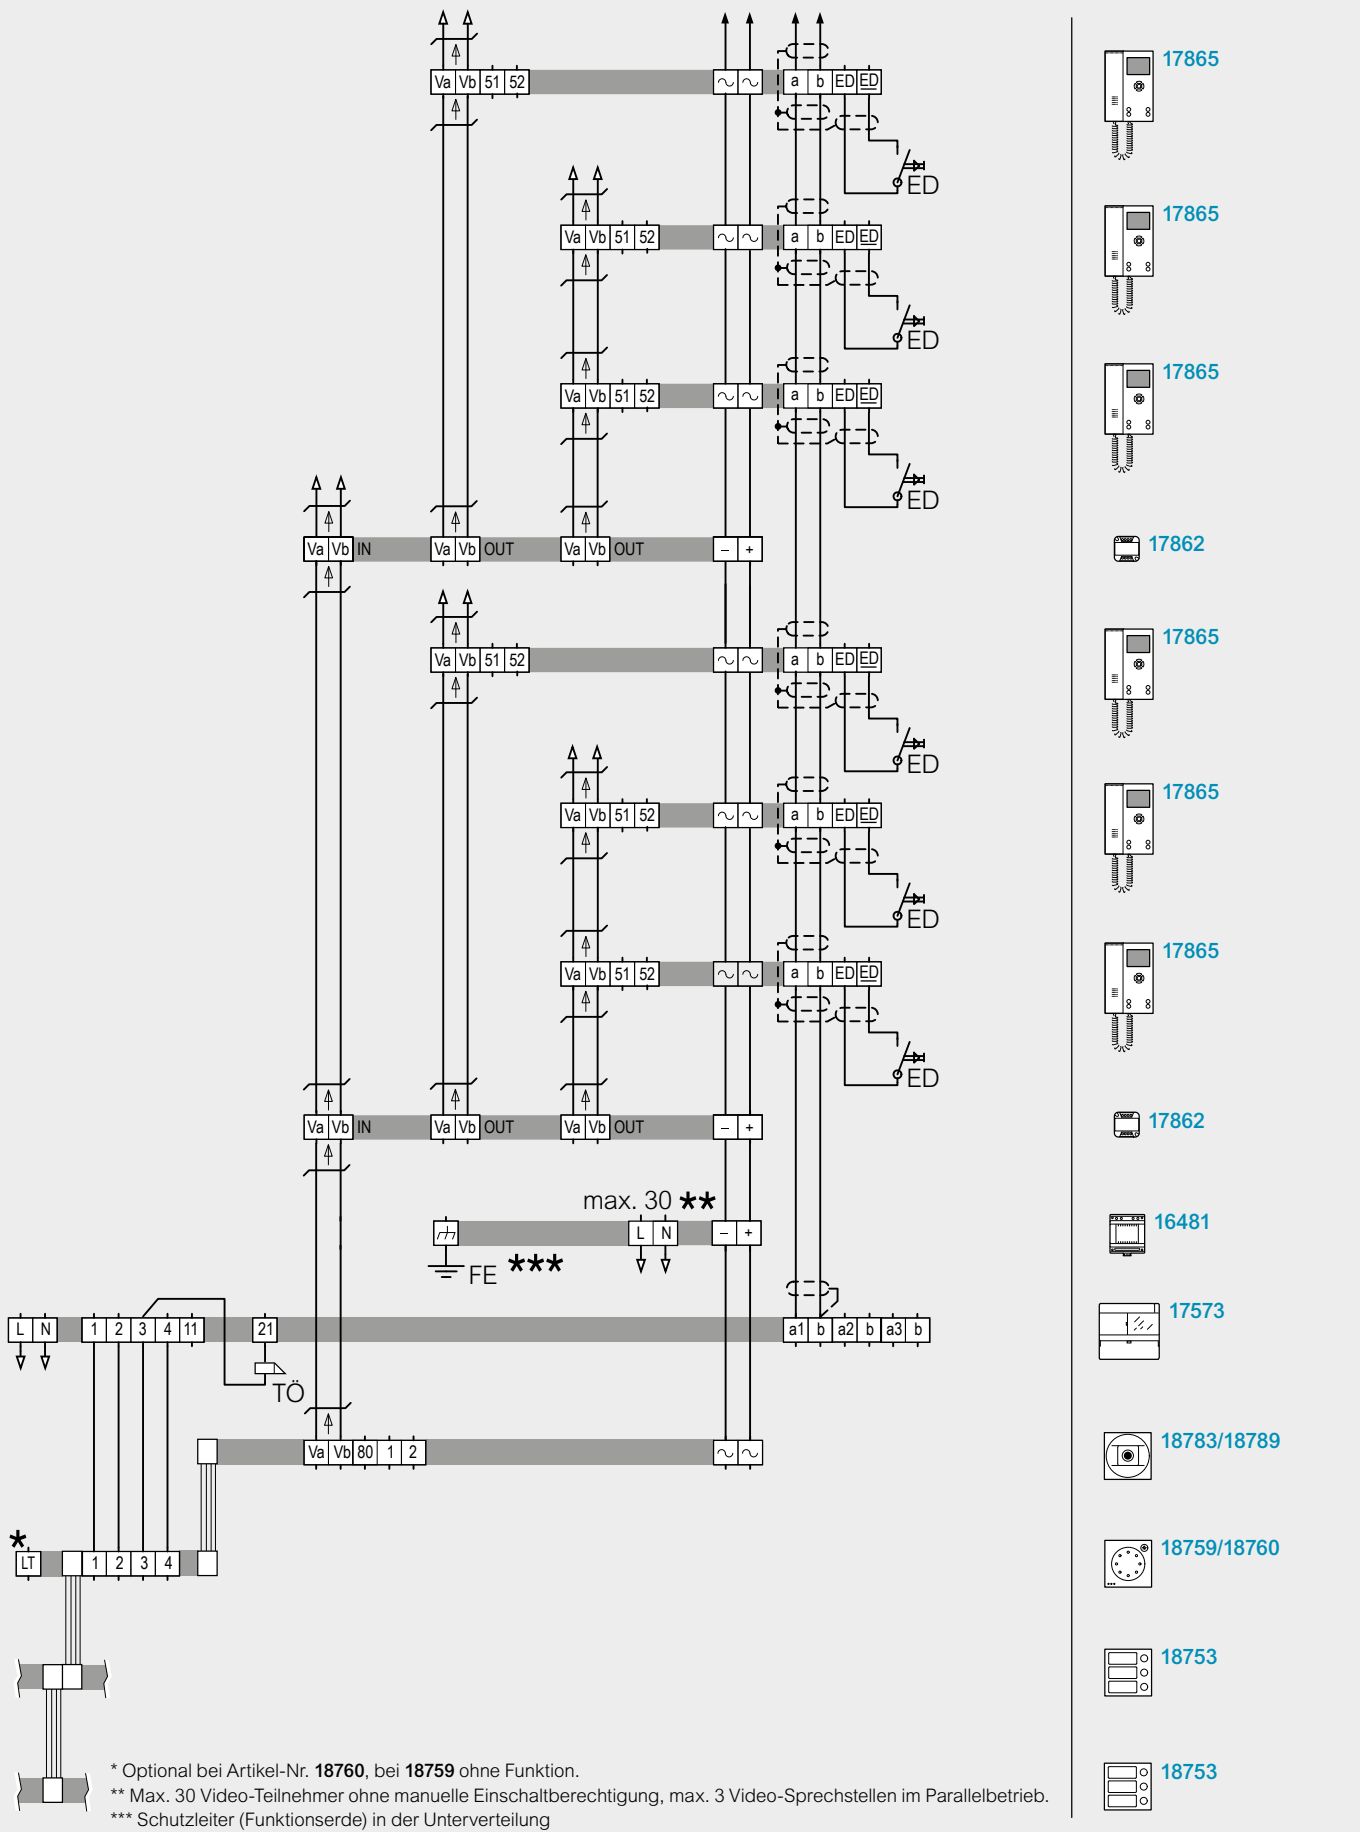 Va Vb 51 52 a b ED ED 17865
ED
Va Vb 51 52 a b ED ED 17865
ED
Va Vb 51 52 a b ED ED 17865
ED
Va Vb IN Va Vb OUT Va Vb OUT – + 17862
Va Vb 51 52 a b ED ED 17865
ED
Va Vb 51 52 a b ED ED 17865
ED
Va Vb 51 52 a b ED ED 17865
ED
Va Vb IN Va Vb OUT Va Vb OUT – + 17862
max. 30 **
L N – + 16481
FE ***
L N 1 2 3 4 11 21 a1 b a2 b a3 b 17573
TÖ
Va Vb 80 1 2 18783/18789
*
LT 1 2 3 4 18759/18760
18753
18753
* Optional bei Artikel-Nr. 18760, bei 18759 ohne Funktion.
** Max. 30 Video-Teilnehmer ohne manuelle Einschaltberechtigung, max. 3 Video-Sprechstellen im Parallelbetrieb.
*** Schutzleiter (Funktionserde) in der Unterverteilung